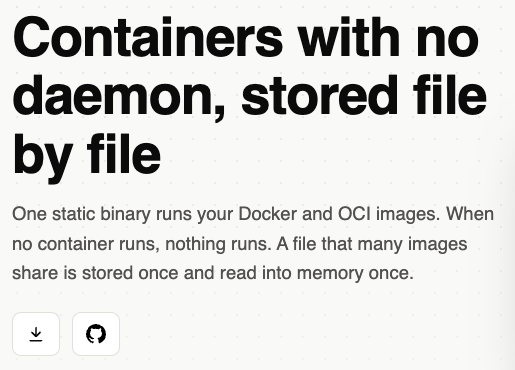 Containers with no
daemon, stored file
by file
One static binary runs your Docker and OCI images. When
no container runs, nothing runs. A file that many images
share is stored once and read into memory once.